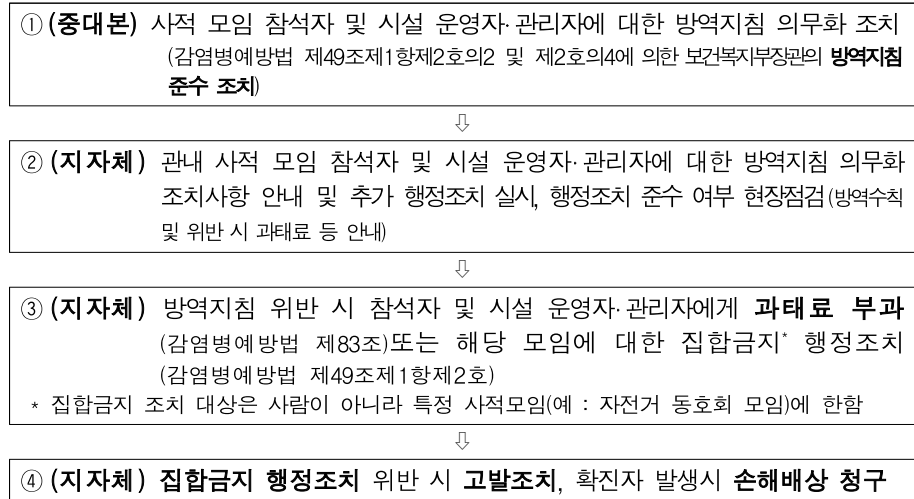 ① (중대본) 사적 모임 참석자 및 시설 운영자·관리자에 대한 방역지침 의무화 조치
(감염병예방법 제49조제1항제2호의2 및 제2호의4에 의한 보건복지부장관의 방역지침
준수 조치)
⇩
② (지자체) 관내 사적 모임 참석자 및 시설 운영자·관리자에 대한 방역지침 의무화
조치사항 안내 및 추가 행정조치 실시, 행정조치 준수 여부 현장점검(방역수칙
및 위반 시 과태료 등 안내)
⇩
③ (지자체) 방역지침 위반 시 참석자 및 시설 운영자·관리자에게 과태료 부과
(감염병예방법 제83조)또는 해당 모임에 대한 집합금지* 행정조치
(감염병예방법 제49조제1항제2호)
* 집합금지 조치 대상은 사람이 아니라 특정 사적모임(예 : 자전거 동호회 모임)에 한함
⇩
④ (지자체) 집합금지 행정조치 위반 시 고발조치, 확진자 발생시 손해배상 청구